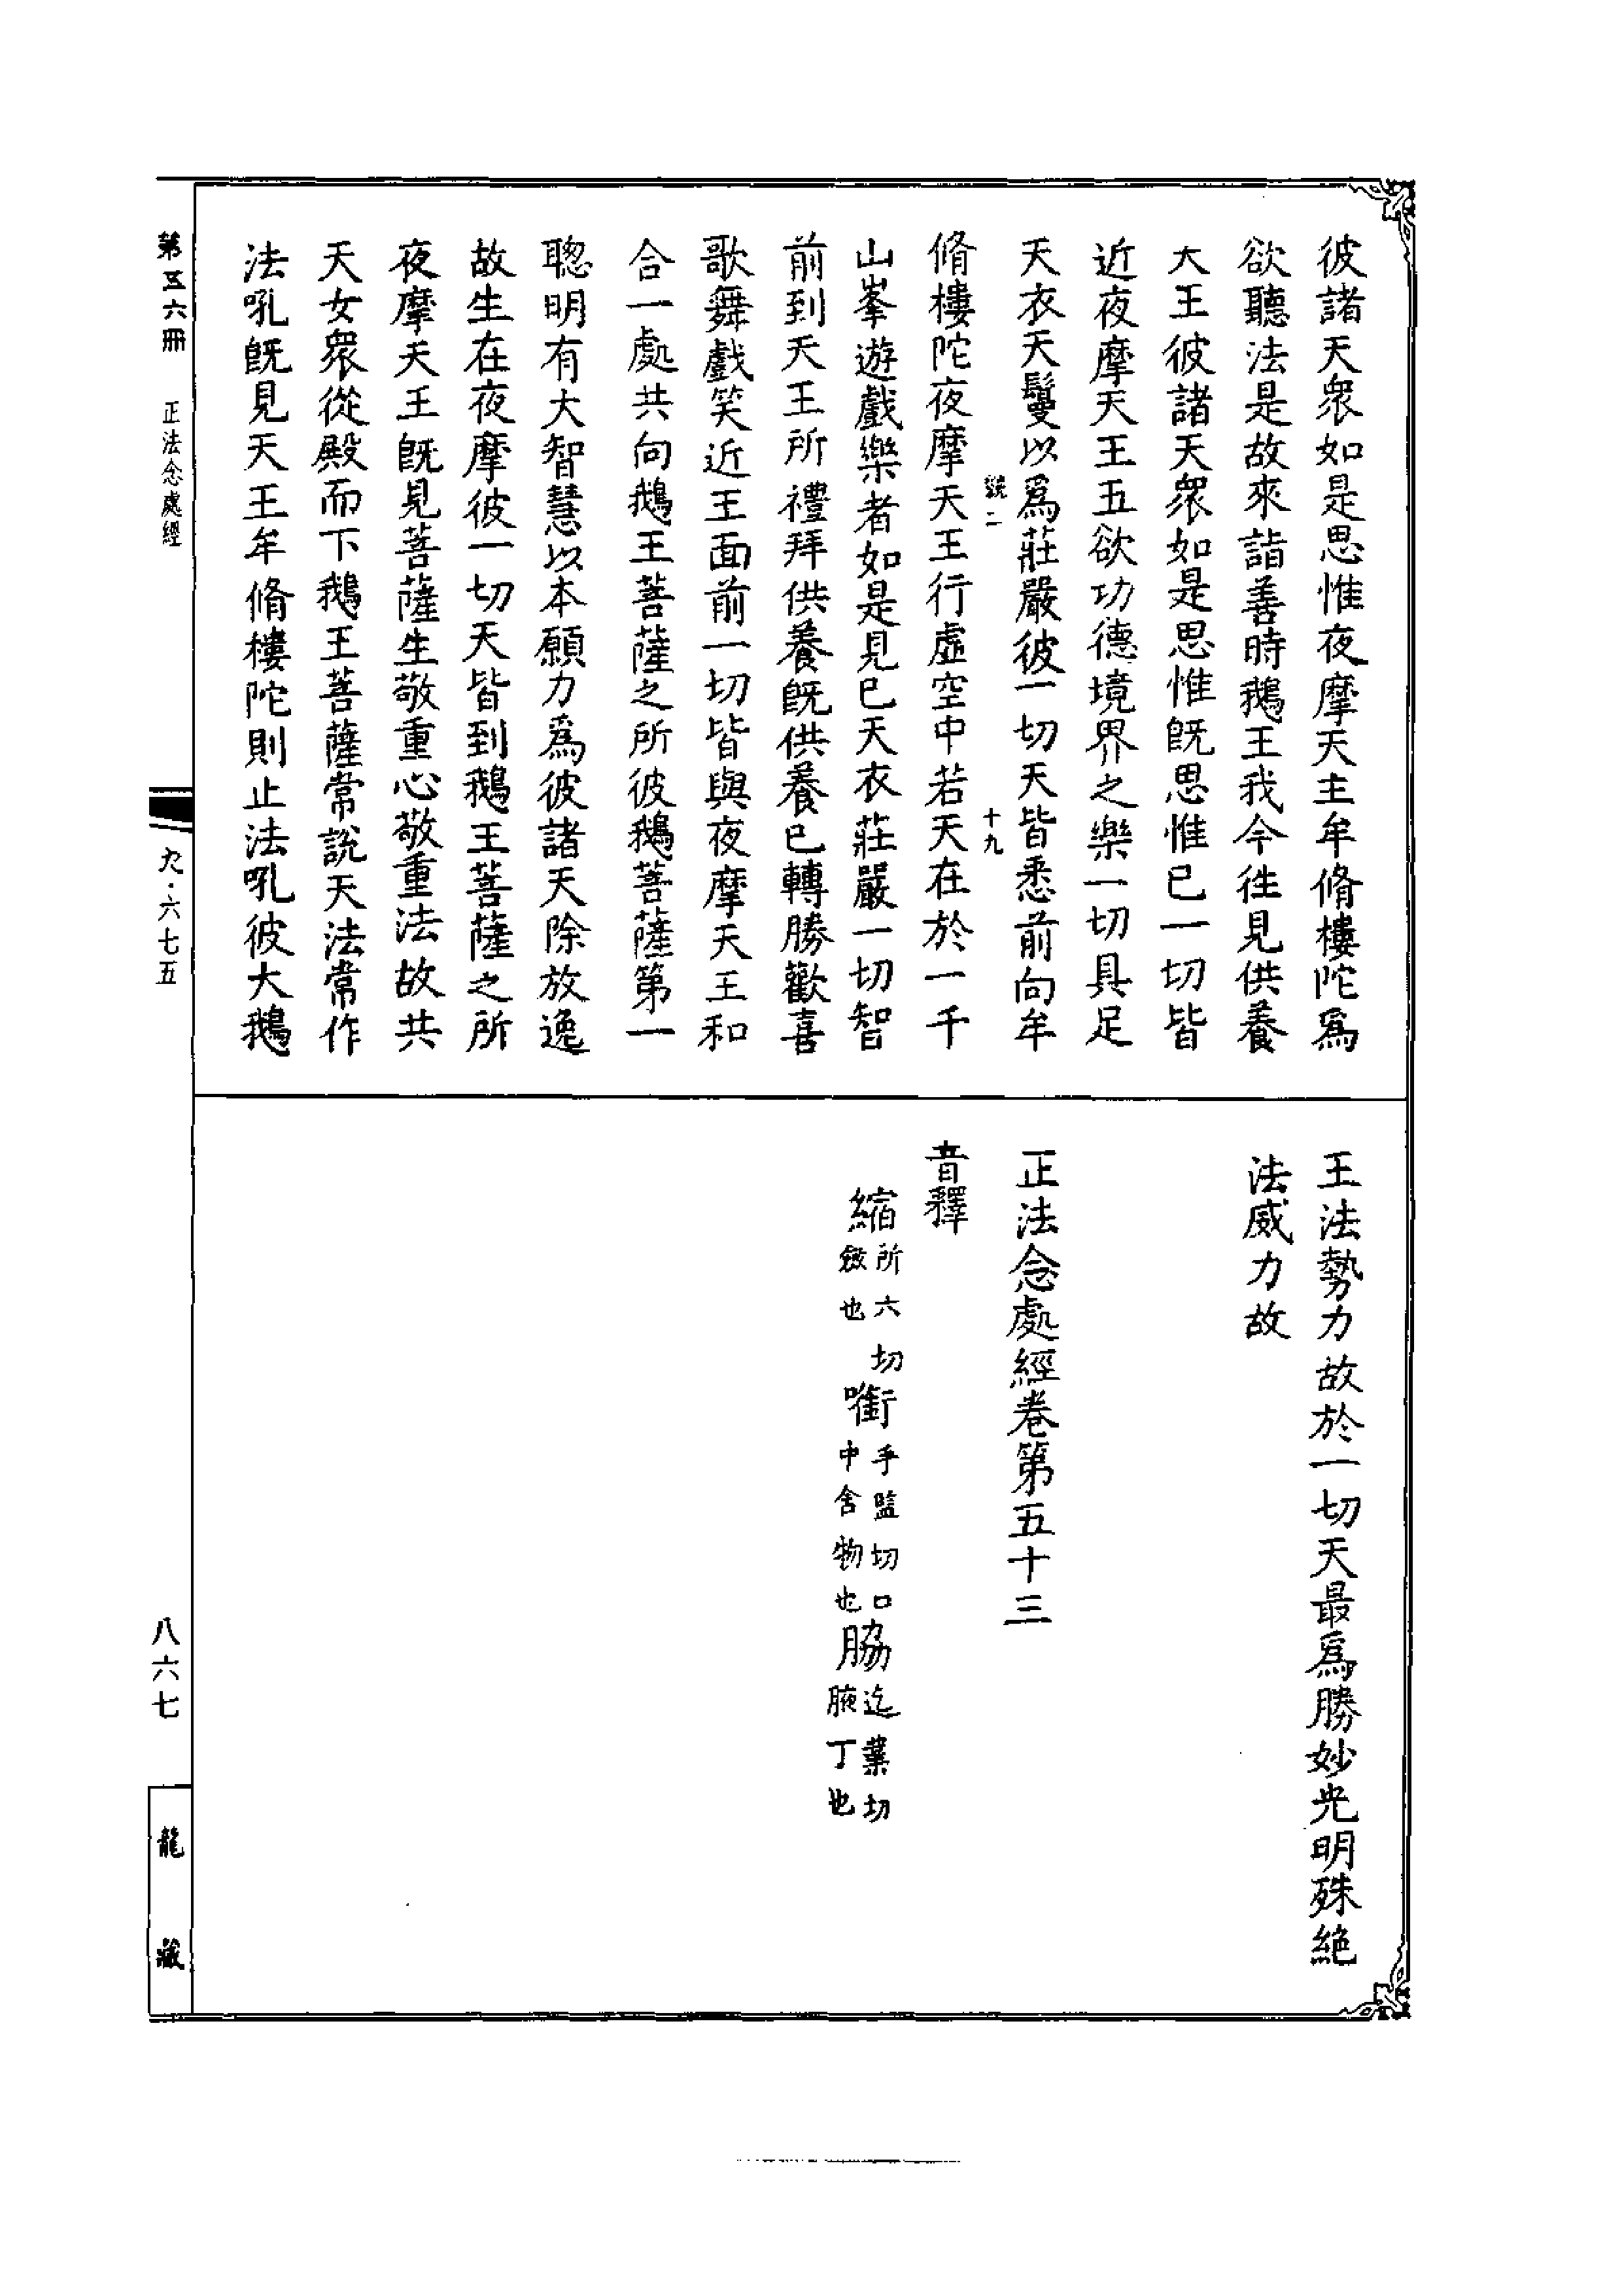 彼諸天衆如是思惟夜摩天主牟脩樓陀爲
欲聽法是故來詣善時鵝王我今徃見供養
大王彼諸天衆如是思惟旣思惟已一切皆
近夜摩天王五欲功德境界之樂一切具足
天衣天鬘以爲莊嚴彼一切天皆悉前向牟
脩樓陀夜摩天王行虛空中若天在於一千
山峯遊戲樂者如是見已天衣莊嚴一切智
前到天王所禮拜供養旣供養已轉勝歡喜
歌舞戲笑近王面前一切皆與夜摩天王和
合一處共向鵝王菩薩之所彼鵝菩薩第一
聰明有大智慧以本願力爲彼諸天除放逸
故生在夜摩彼一切天皆到鵝王菩薩之所
夜摩天王旣見菩薩生敬重心敬重法故共
天女衆從殿而下鵝王菩薩常說天法常作
法吼旣見天王牟脩樓陀則止法吼彼大鵝
王法勢力故於一切天最爲勝妙光明殊絶
法威力故
正法念處經卷第五十三
音釋
縮所六切斂也㗸乎監切口中含物也脇迄業切腋下也
十九
第五六冊 正法念處經
六七五
八六七
龍藏